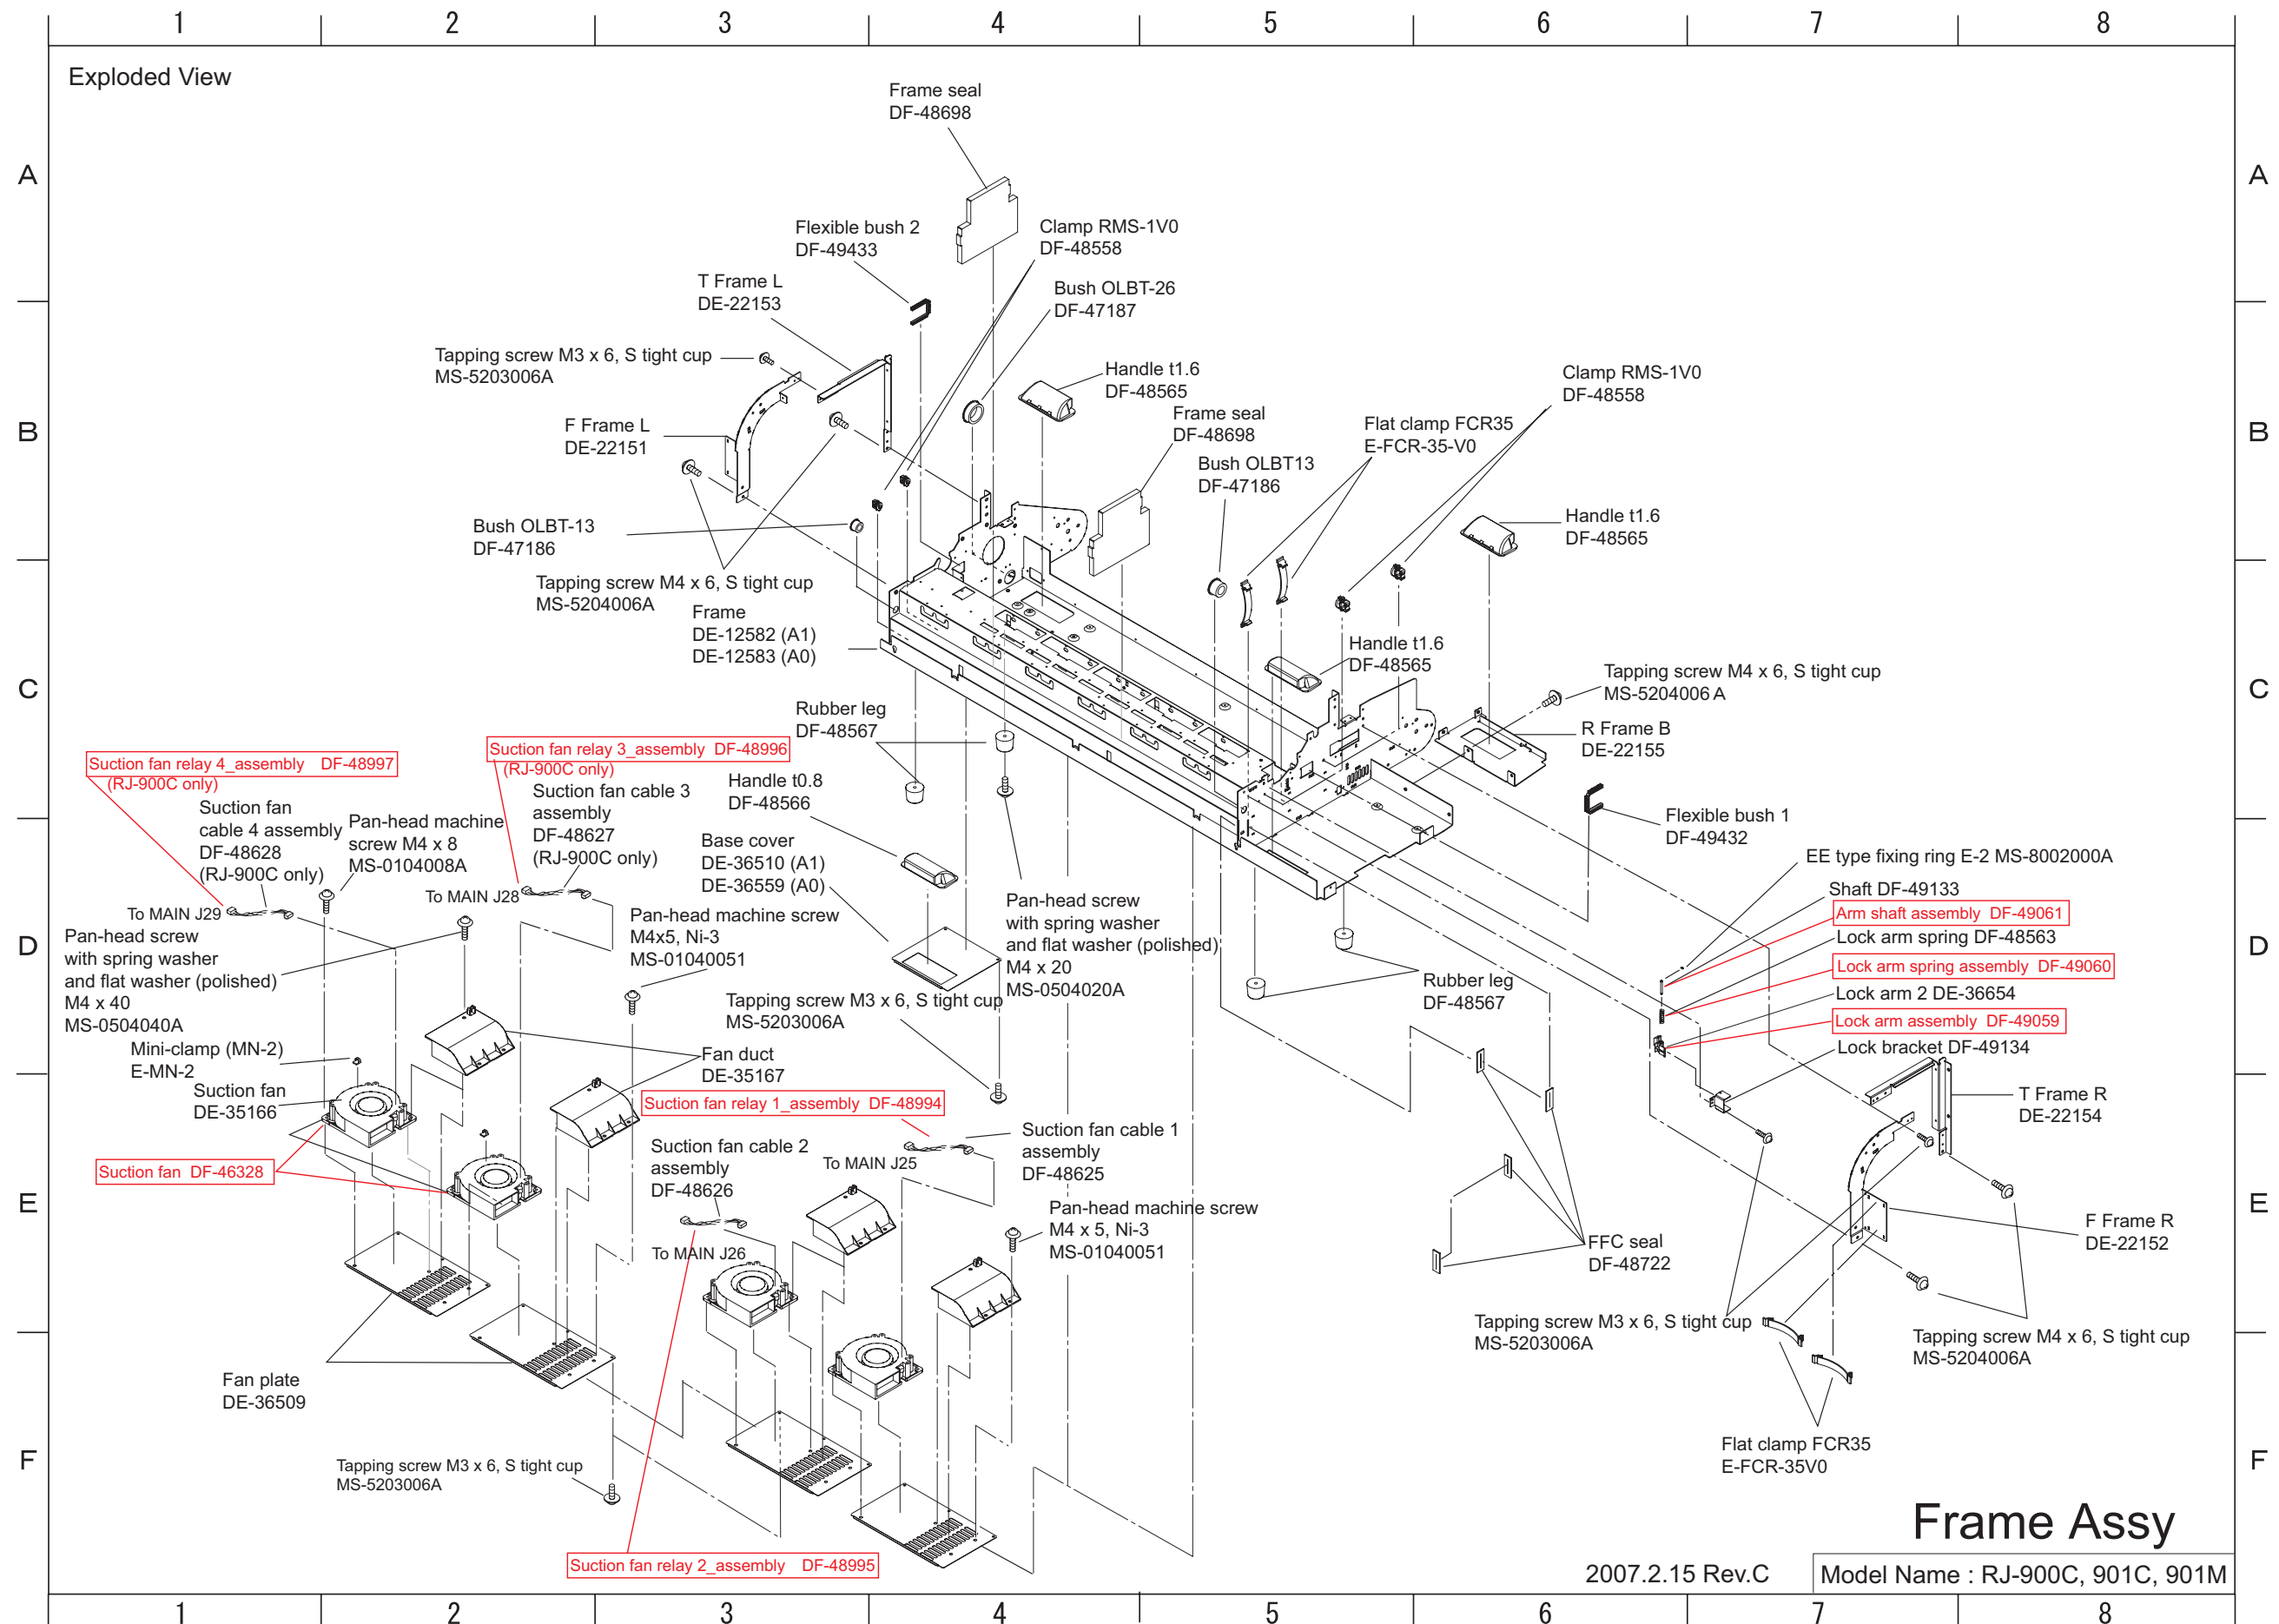 1 2 3 4 5 6 7 8
Exploded View
A A
B B
C C
D D
E E
F F
Frame seal
DF-48698
Flexible bush 2
DF-49433
Clamp RMS-1V0
DF-48558
T Frame L
DE-22153
Bush OLBT-26
DF-47187
Tapping screw M3 x 6, S tight cup
MS-5203006A
Handle t1.6
DF-48565
Clamp RMS-1V0
DF-48558
F Frame L
DE-22151
Frame seal
DF-48698
Flat clamp FCR35
E-FCR-35-V0
Bush OLBT13
DF-47186
Bush OLBT-13
DF-47186
Handle t1.6
DF-48565
Tapping screw M4 x 6, S tight cup
MS-5204006A
Frame
DE-12582 (A1)
DE-12583 (A0)
Handle t1.6
DF-48565
Tapping screw M4 x 6, S tight cup
MS-5204006 A
Rubber leg
DF-48567
R Frame B
DE-22155
Suction fan relay 4_assembly DF-48997
(RJ-900C only)
Suction fan relay 3_assembly DF-48996
(RJ-900C only)
Suction fan
cable 4 assembly
DF-48628
(RJ-900C only)
Pan-head machine
screw M4 x 8
MS-0104008A
Suction fan cable 3
assembly
DF-48627
(RJ-900C only)
Handle t0.8
DF-48566
Base cover
DE-36510 (A1)
DE-36559 (A0)
Flexible bush 1
DF-49432
EE type fixing ring E-2 MS-8002000A
Shaft DF-49133
Arm shaft assembly DF-49061
Lock arm spring DF-48563
Lock arm spring assembly DF-49060
Lock arm 2 DE-36654
Lock arm assembly DF-49059
Lock bracket DF-49134
To MAIN J29
To MAIN J28
Pan-head screw
with spring washer
and flat washer (polished)
M4 x 40
MS-0504040A
Pan-head machine screw
M4x5, Ni-3
MS-01040051
Pan-head screw
with spring washer
and flat washer (polished)
M4 x 20
MS-0504020A
Rubber leg
DF-48567
Tapping screw M3 x 6, S tight cup
MS-5203006A
Mini-clamp (MN-2)
E-MN-2
Fan duct
DE-35167
Suction fan
DE-35166
Suction fan relay 1_assembly DF-48994
T Frame R
DE-22154
Suction fan DF-46328
Suction fan cable 2
assembly
DF-48626
To MAIN J25
Suction fan cable 1
assembly
DF-48625
To MAIN J26
Pan-head machine screw
M4 x 5, Ni-3
MS-01040051
FFC seal
DF-48722
F Frame R
DE-22152
Tapping screw M3 x 6, S tight cup
MS-5203006A
Tapping screw M4 x 6, S tight cup
MS-5204006A
Fan plate
DE-36509
Flat clamp FCR35
E-FCR-35V0
Tapping screw M3 x 6, S tight cup
MS-5203006A
Suction fan relay 2_assembly DF-48995
Frame Assy
2007.2.15 Rev.C
Model Name : RJ-900C, 901C, 901M
1 2 3 4 5 6 7 8